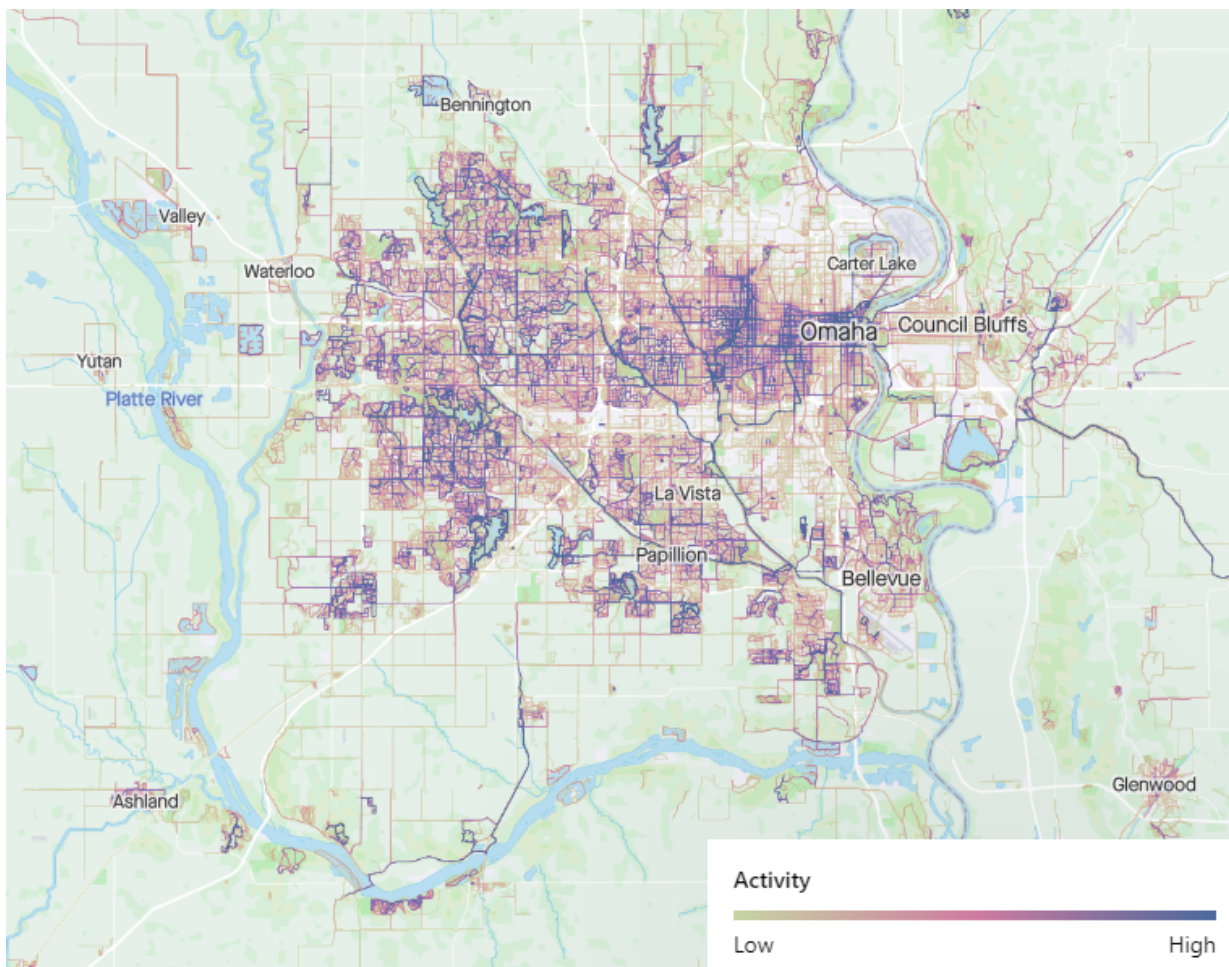 Bennington
Valley
Waterloo
Carter Lake
Omaha
Council Bluffs
Yutan
Platte River
La Vista
Papillion
Bellevue
Glenwood
Ashland
Activity
Low
High